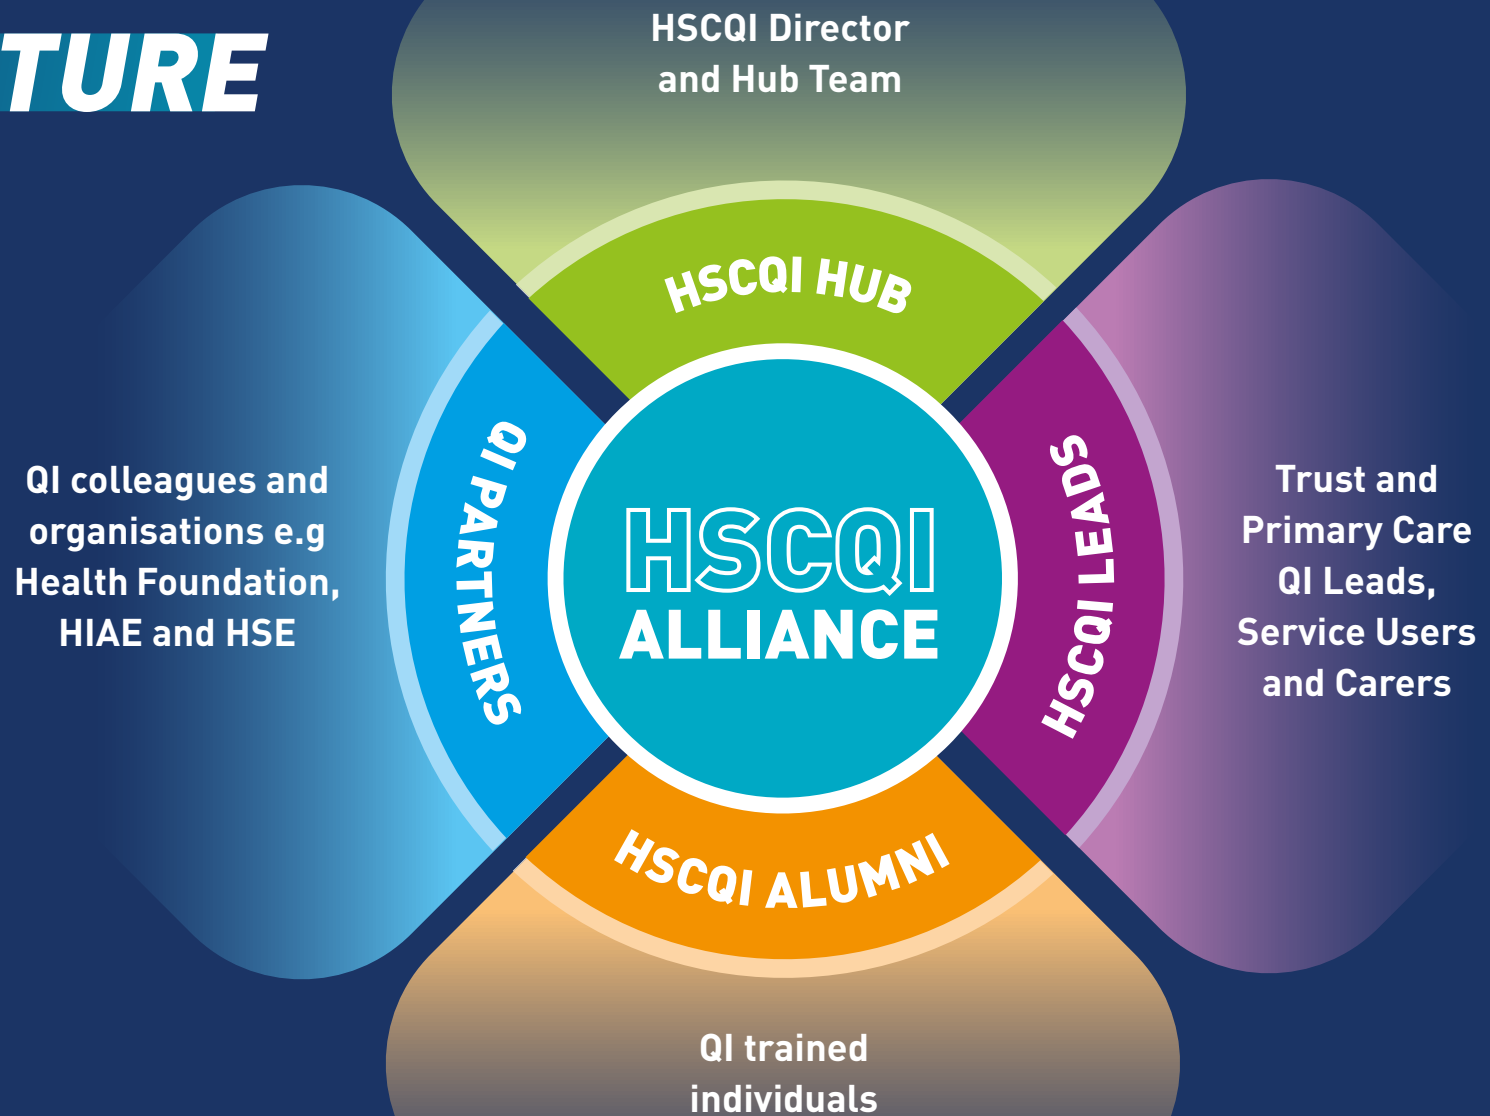 TURE
HSCQI Director
and Hub Team
HSCQI HUB
QI PARTNERS
QI colleagues and
organisations e.g
Health Foundation,
HIAE and HSE
HSCQI
ALLIANCE
HSCQI LEADS
Trust and
Primary Care
QI Leads,
Service Users
and Carers
HSCQI ALUMNI
QI trained
individuals